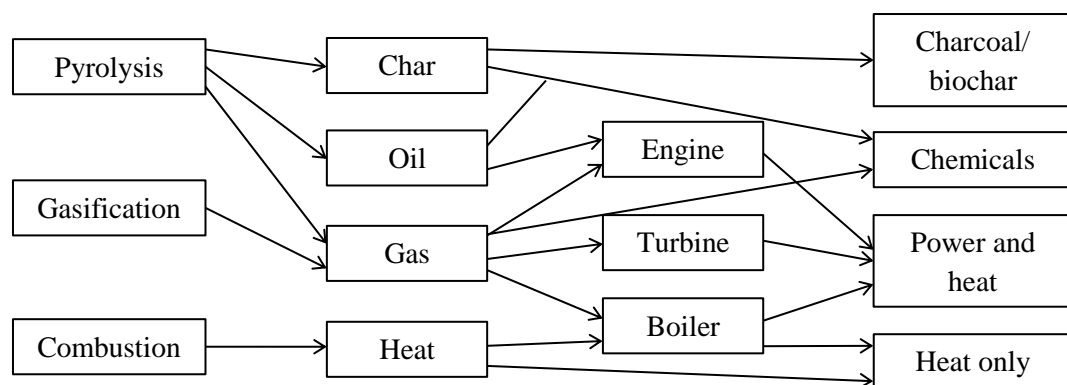 Pyrolysis
Char
Charcoal/
biochar
Oil
Engine
Chemicals
Gasification
Gas
Turbine
Power and
heat
Combustion
Heat
Boiler
Heat only